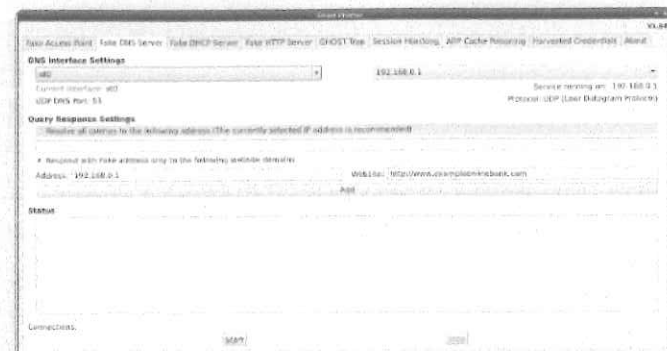 Ghost Phisher
V1.64
Fake Access Point Fake DNS Server Fake DHCP Server Fake HTTP Server GHOST Trap Session Hijacking ARP Cache Poisoning Harvested Credentials About
DNS Interface Settings
at0 192.168.0.1
Current Interface: at0 Service running on: 192.168.0.1
UDP DNS Port: 53 Protocol: UDP (User Datagram Protocol)
Query Response Settings
Resolve all queries to the following address (The currently selected IP address is recommended)
Respond with Fake address only to the following website domains
Address: 192.168.0.1 Website: http://www.exampleonlinebank.com
Add
Status
Connections:
Start Stop